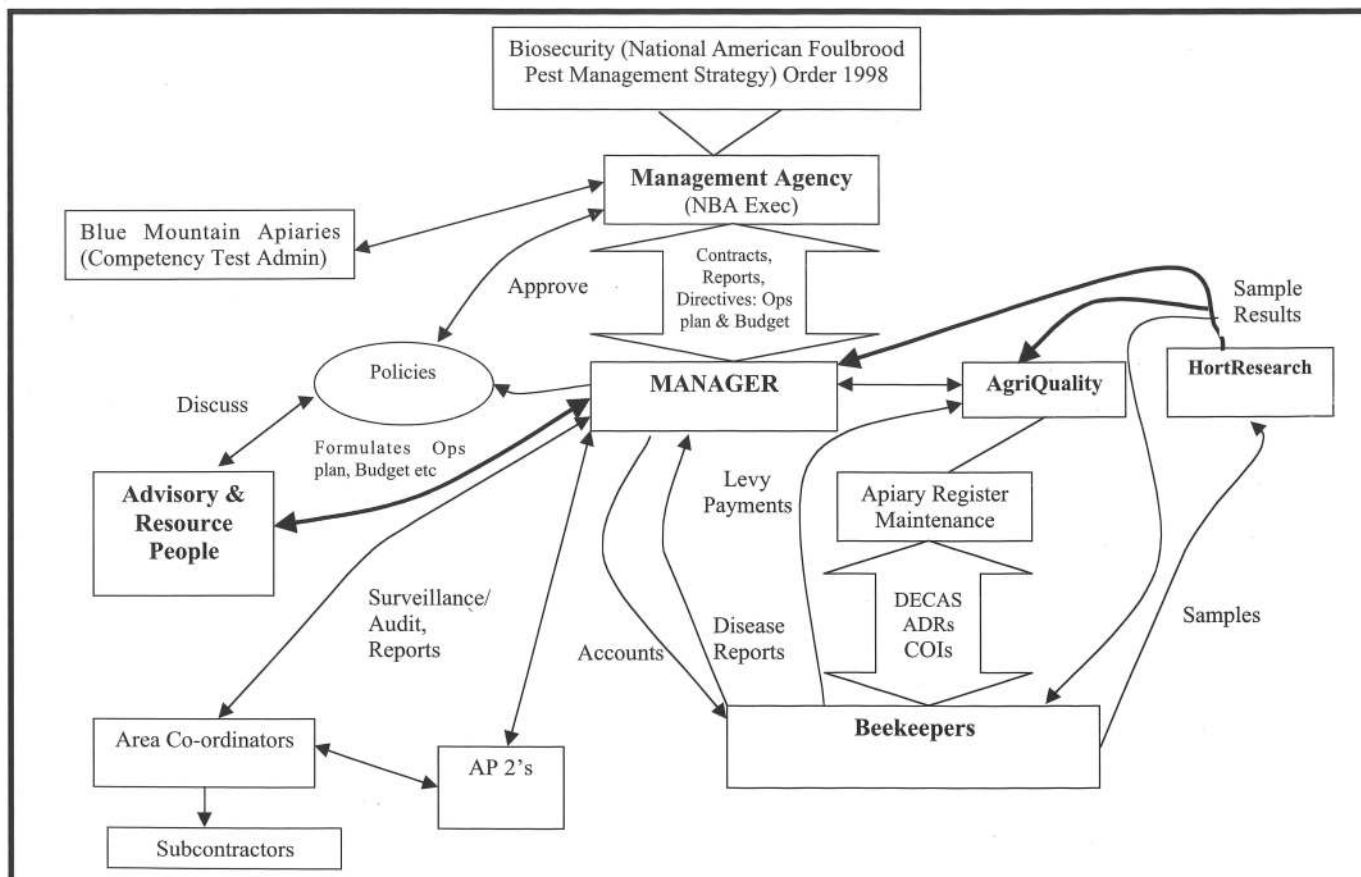 Biosecurity (National American Foulbrood
Pest Management Strategy) Order 1998
Management Agency
(NBA Exec)
Blue Mountain Apiaries
(Competency Test Admin)
Approve
Contracts,
Reports,
Directives: Ops
plan & Budget
Sample
Results
Policies
MANAGER
AgriQuality
HortResearch
Discuss
Formulates Ops
plan, Budget etc
Advisory &
Resource
People
Levy
Payments
Apiary Register
Maintenance
Surveillance/
Audit,
Reports
Accounts
Disease
Reports
DECAS
ADRs
COIs
Samples
Area Co-ordinators
AP 2's
Beekeepers
Subcontractors